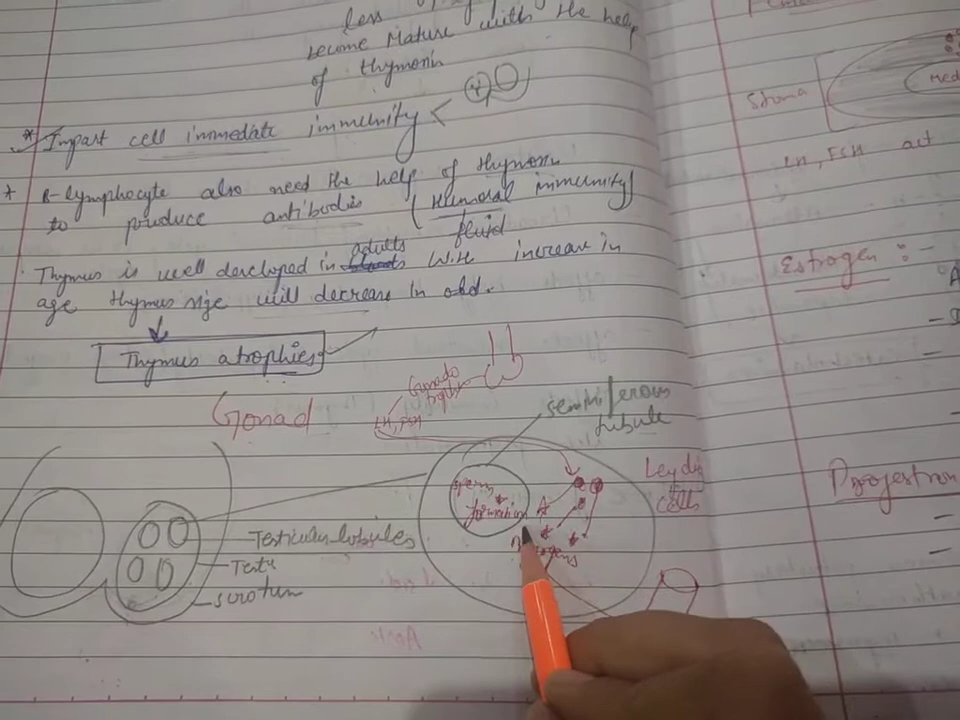 less
become Mature with the help
of thymosin
* Impart cell immediate immunity <
* B-lymphocyte also need the help of thymosin
to produce antibodies (Humoral immunity)
fluid
adults
Thymus is well developed in With increase in
age thymus size will decrease in old.
Thymus atrophies
Gonad
LH, FSH
seminiferous
tubule
Leydig
cells
formation
Testicular lobules
Testis
scrotum
Stroma
LH, FSH act
Estrogen :
Progestron